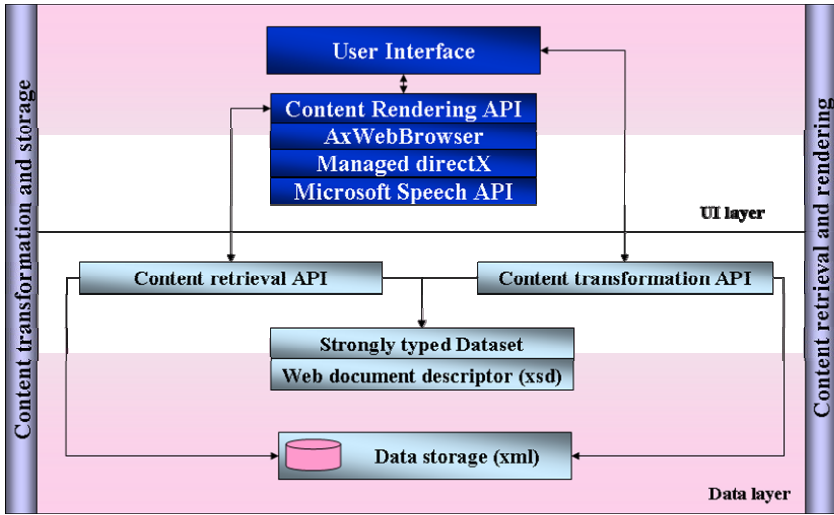 Content transformation and storage
User Interface
Content Rendering API
AxWebBrowser
Managed directX
Microsoft Speech API
UI layer
Content retrieval API
Content transformation API
Strongly typed Dataset
Web document descriptor (xsd)
Data storage (xml)
Data layer
Content retrieval and rendering